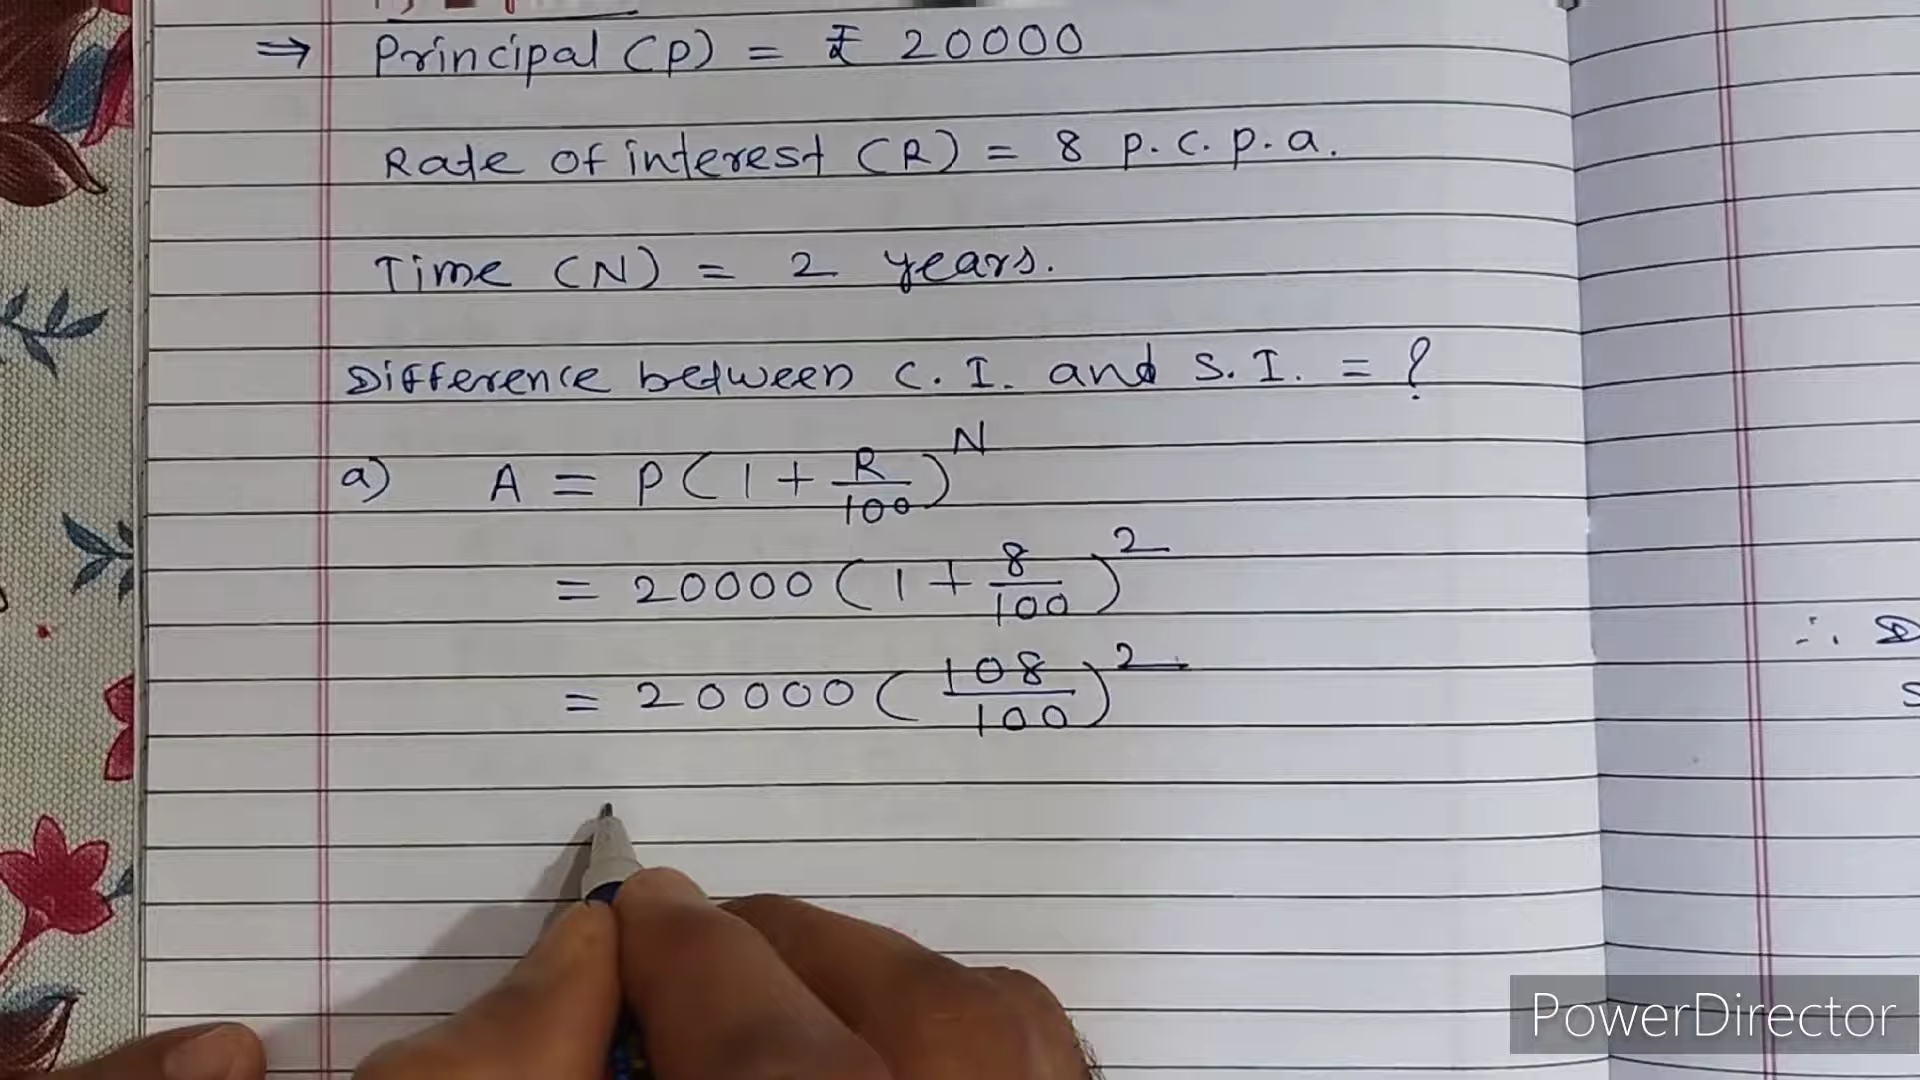 ⇒ Principal (P) = ₹ 20000
Rate of interest (R) = 8 p.c.p.a.
Time (N) = 2 years.
Difference between C.I. and S.I. = ?
a) A = P(1 + R/100)^N
= 20000(1 + 8/100)^2
= 20000(108/100)^2
∴ D
S
PowerDirector